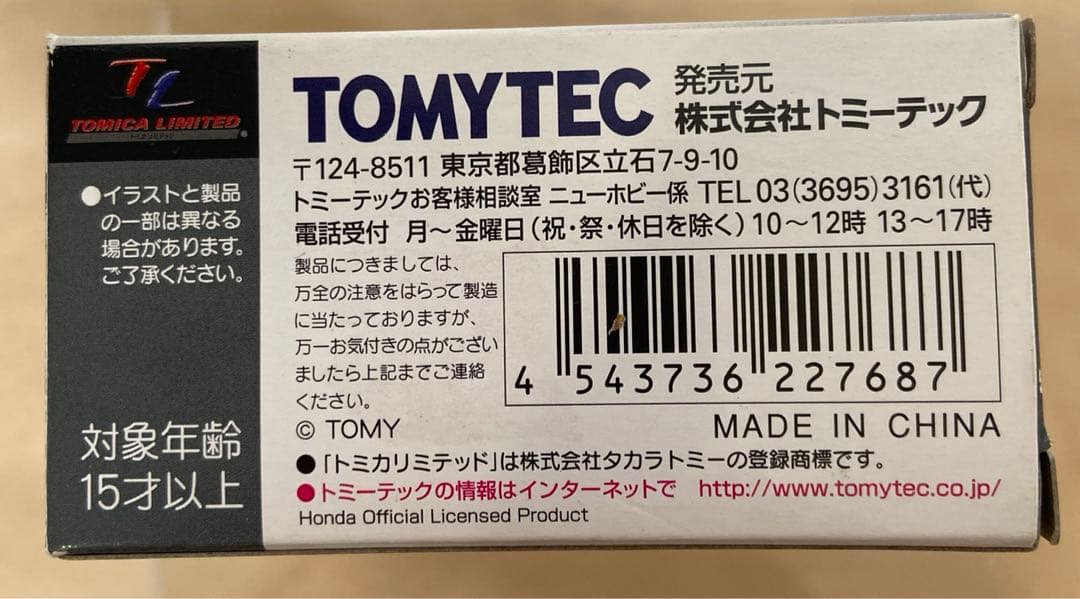 TL
TOMICA LIMITED
●イラストと製品
の一部は異なる
場合があります。
ご了承ください。
対象年齢
15才以上
TOMYTEC
発売元
株式会社トミーテック
〒124-8511 東京都葛飾区立石7-9-10
トミーテックお客様相談室 ニューホビー係 TEL 03(3695)3161(代)
電話受付 月～金曜日(祝・祭・休日を除く)10～12時 13～17時
製品につきましては、
万全の注意をはらって製造
に当たっておりますが、
万一お気付きの点がござい
ましたら上記までご連絡
ください。
4 543736 227687
© TOMY
MADE IN CHINA
●「トミカリミテッド」は株式会社タカラトミーの登録商標です。
●トミーテックの情報はインターネットで http://www.tomytec.co.jp/
Honda Official Licensed Product